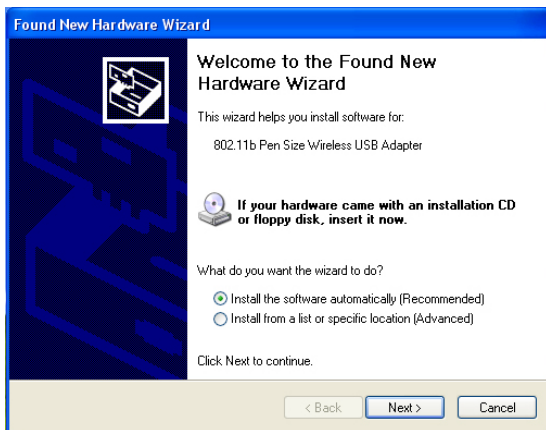 Found New Hardware Wizard
Welcome to the Found New
Hardware Wizard
This wizard helps you install software for:
802.11b Pen Size Wireless USB Adapter
If your hardware came with an installation CD
or floppy disk, insert it now.
What do you want the wizard to do?
Install the software automatically (Recommended)
Install from a list or specific location (Advanced)
Click Next to continue.
< Back Next > Cancel